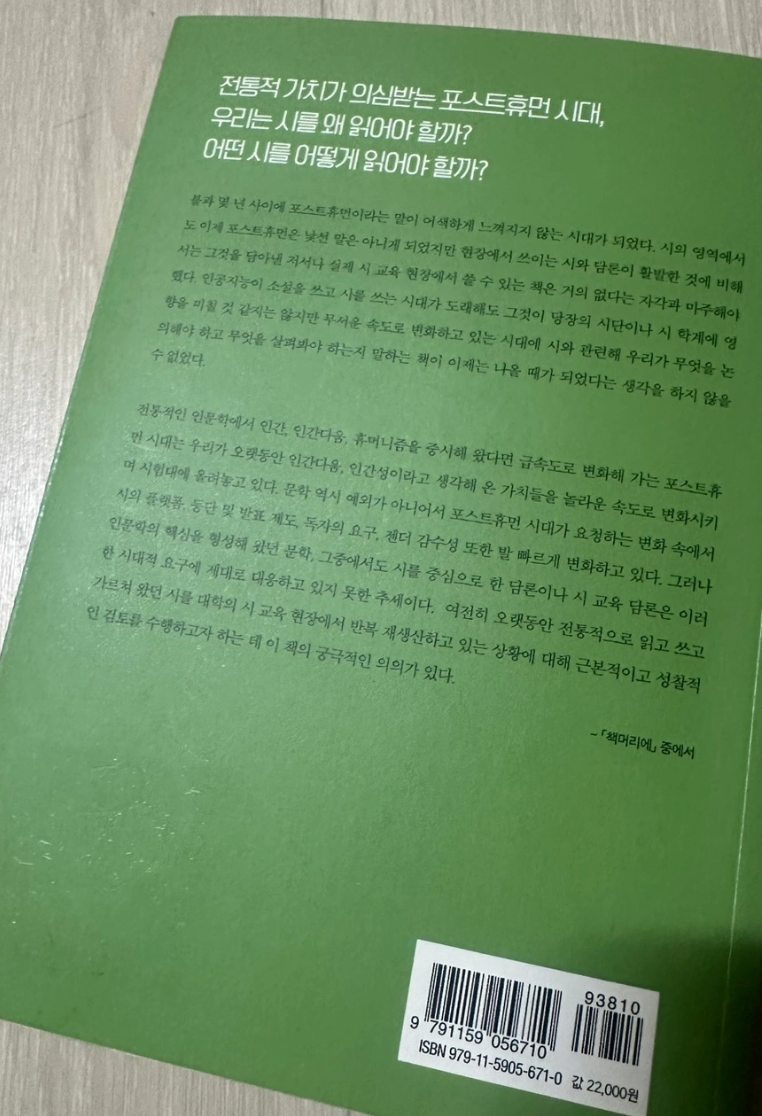 전통적 가치가 의심받는 포스트휴먼 시대,
우리는 시를 왜 읽어야 할까?
어떤 시를 어떻게 읽어야 할까?
불과 몇 년 사이에 포스트휴먼이라는 말이 어색하게 느껴지지 않는 시대가 되었다. 시의 영역에서
도 이제 포스트휴먼은 낯선 말은 아니게 되었지만 현장에서 쓰이는 시와 담론이 활발한 것에 비해
서는 그것을 담아낸 저서나 실제 시 교육 현장에서 쓸 수 있는 책은 거의 없다는 자각과 마주해야
했다. 인공지능이 소설을 쓰고 시를 쓰는 시대가 도래해도 그것이 당장의 시단이나 시 학계에 영
향을 미칠 것 같지는 않지만 무서운 속도로 변화하고 있는 시대에 시와 관련해 우리가 무엇을 논
의해야 하고 무엇을 살펴봐야 하는지 말하는 책이 이제는 나올 때가 되었다는 생각을 하지 않을
수 없었다.
전통적인 인문학에서 인간, 인간다움, 휴머니즘을 중시해 왔다면 급속도로 변화해 가는 포스트휴
먼 시대는 우리가 오랫동안 인간다움, 인간성이라고 생각해 온 가치들을 놀라운 속도로 변화시키
며 시험대에 올려놓고 있다. 문학 역시 예외가 아니어서 포스트휴먼 시대가 요청하는 변화 속에서
시의 플랫폼, 등단 및 발표 제도, 독자의 요구, 젠더 감수성 또한 발 빠르게 변화하고 있다. 그러나
인문학의 핵심을 형성해 왔던 문학, 그중에서도 시를 중심으로 한 담론이나 시 교육 담론은 이러
한 시대적 요구에 제대로 대응하고 있지 못한 추세이다. 여전히 오랫동안 전통적으로 읽고 쓰고
가르쳐 왔던 시를 대학의 시 교육 현장에서 반복 재생산하고 있는 상황에 대해 근본적이고 성찰적
인 검토를 수행하고자 하는 데 이 책의 궁극적인 의의가 있다.
–「책머리에」 중에서
93810
9 791159 056710
ISBN 979-11-5905-671-0 값 22,000원